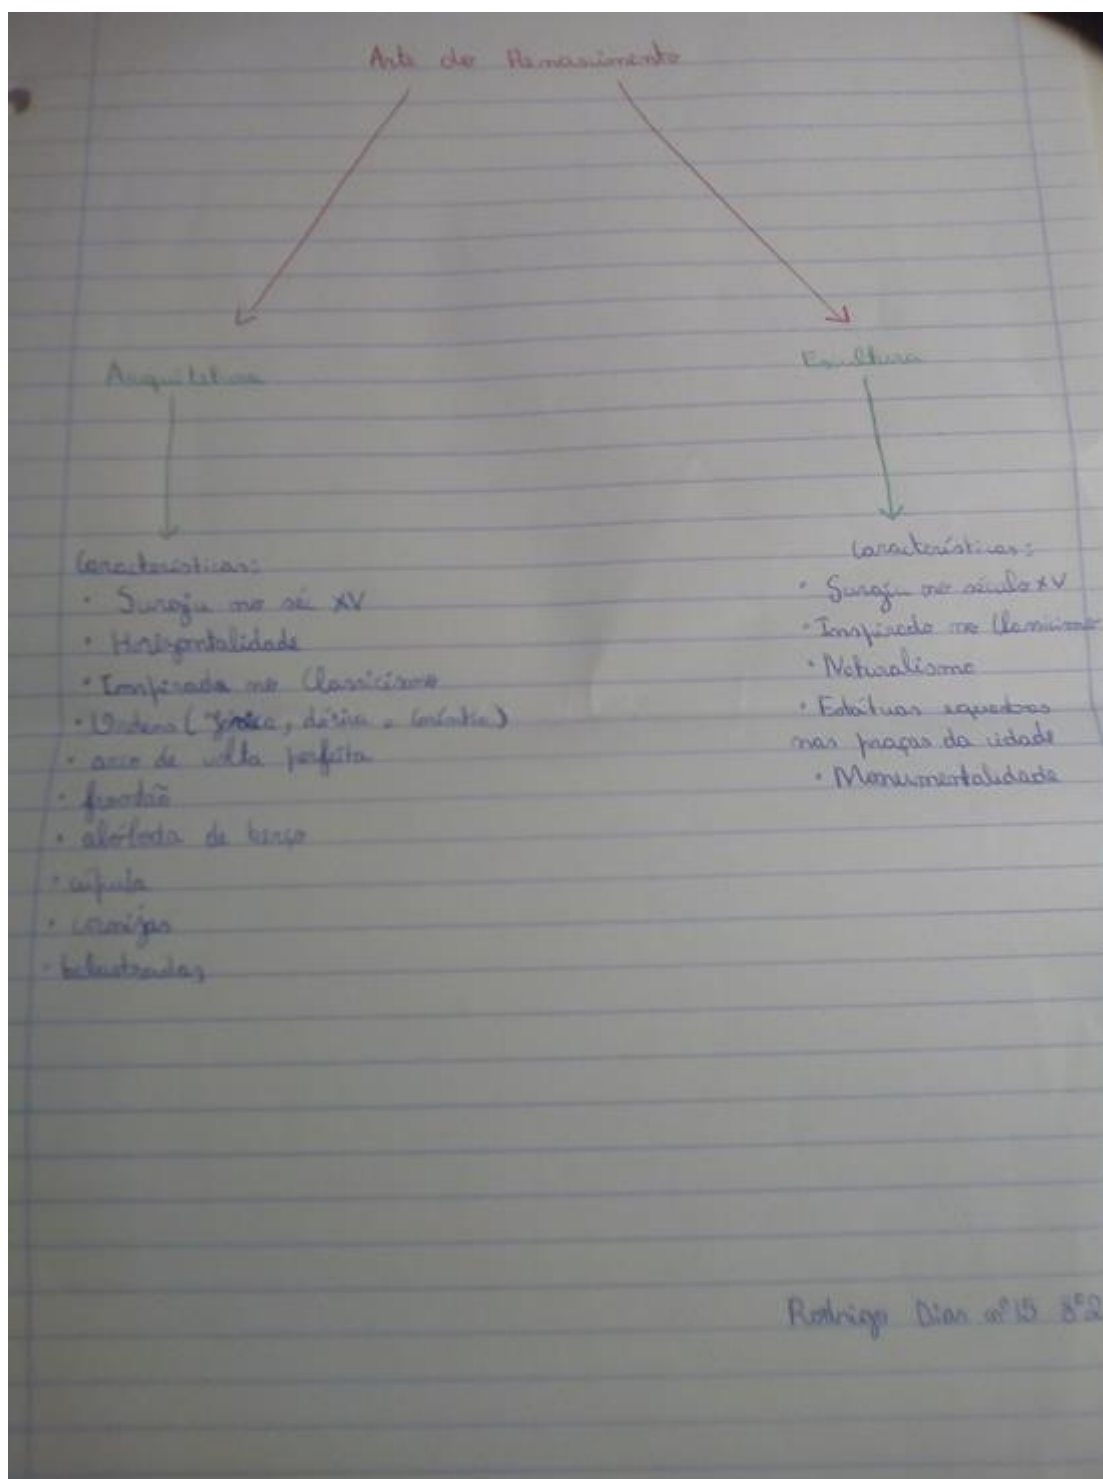 Arte do Renascimento
Arquitetura
Características:
• Surgiu no séc XV
• Horizontalidade
• Inspirada no Classicismo
• Ordens (Jónica, dórica e coríntia)
• arco de volta perfeita
• frontão
• abóboda de berço
• cúpula
• cornijas
• balaustradas
Escultura
Características:
• Surgiu no século XV
• Inspirado no Classicismo
• Naturalismo
• Estátuas equestres
nas praças da cidade
• Monumentalidade
Rodrigo Dias nº15 8º2